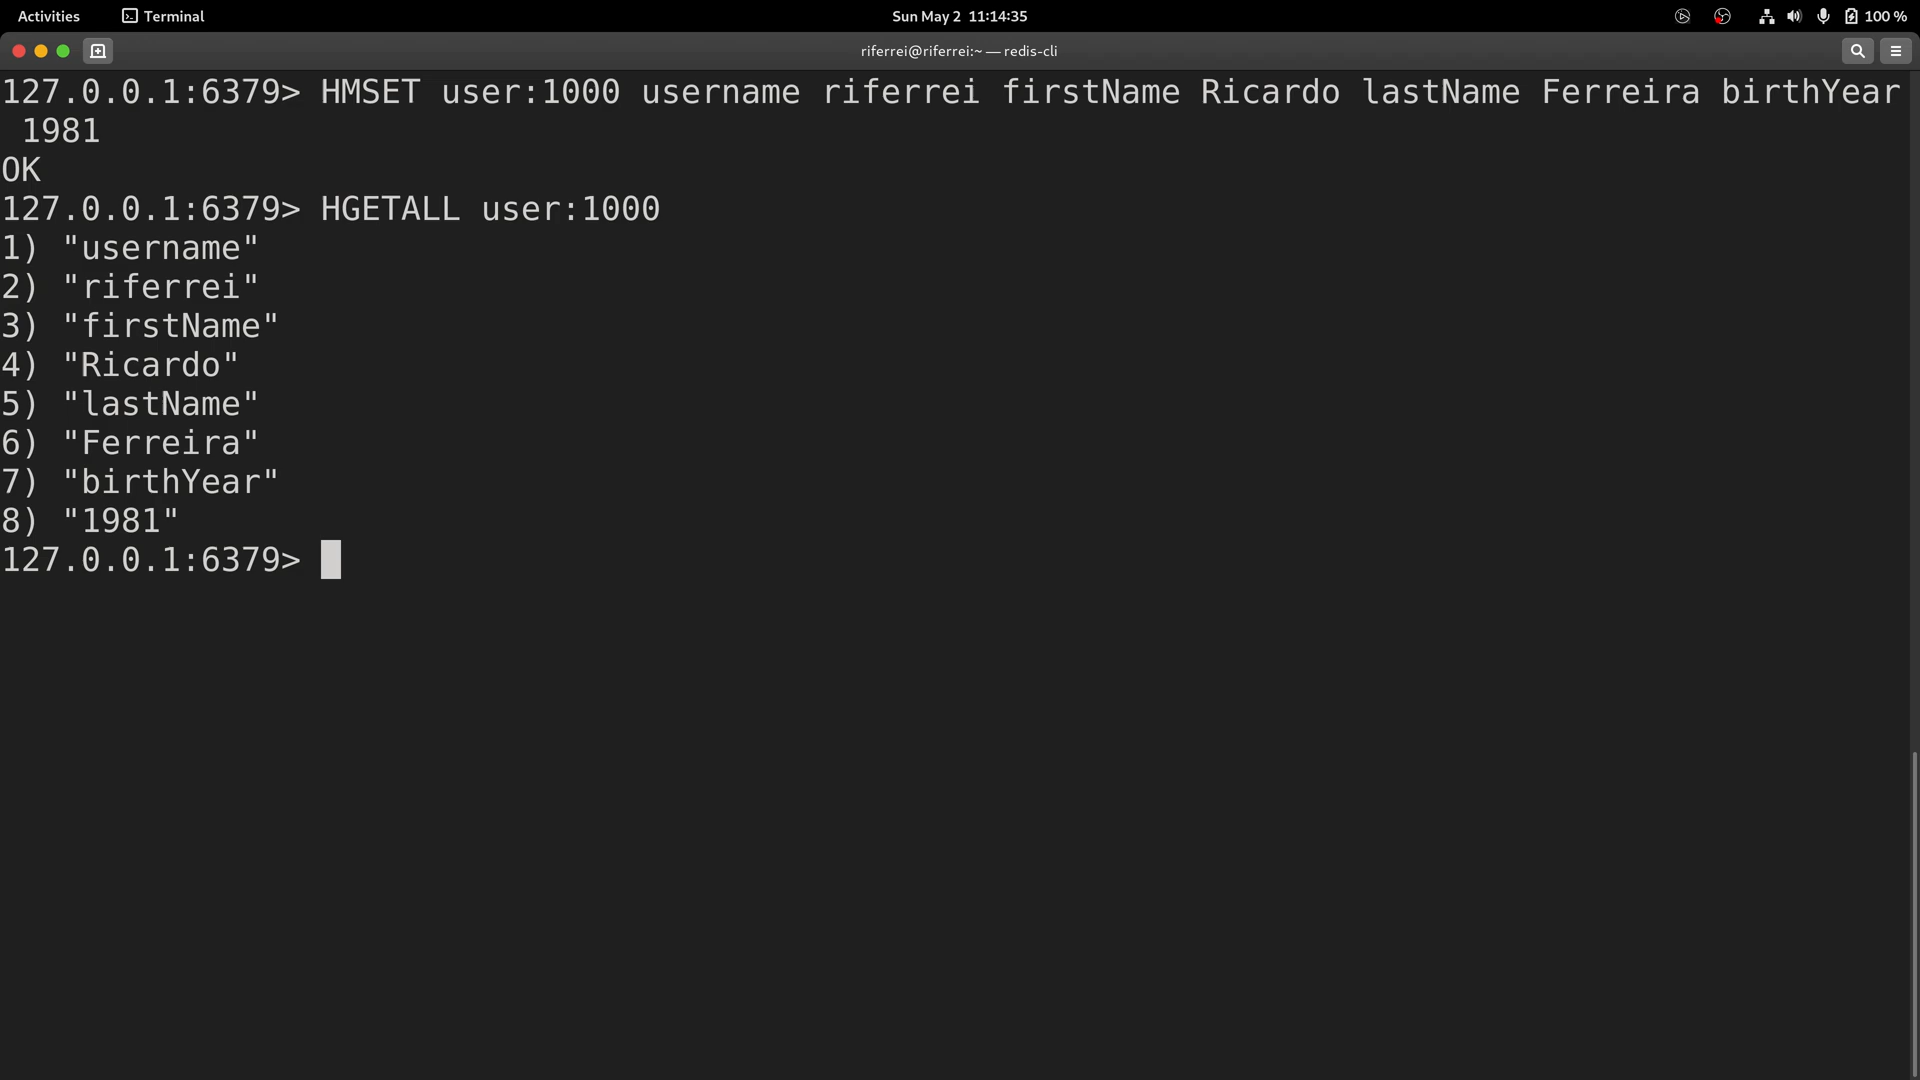 Activities Terminal Sun May 2 11:14:35 100 %
riferrei@riferrei:~ — redis-cli
127.0.0.1:6379> HMSET user:1000 username riferrei firstName Ricardo lastName Ferreira birthYear
1981
OK
127.0.0.1:6379> HGETALL user:1000
1) "username"
2) "riferrei"
3) "firstName"
4) "Ricardo"
5) "lastName"
6) "Ferreira"
7) "birthYear"
8) "1981"
127.0.0.1:6379>